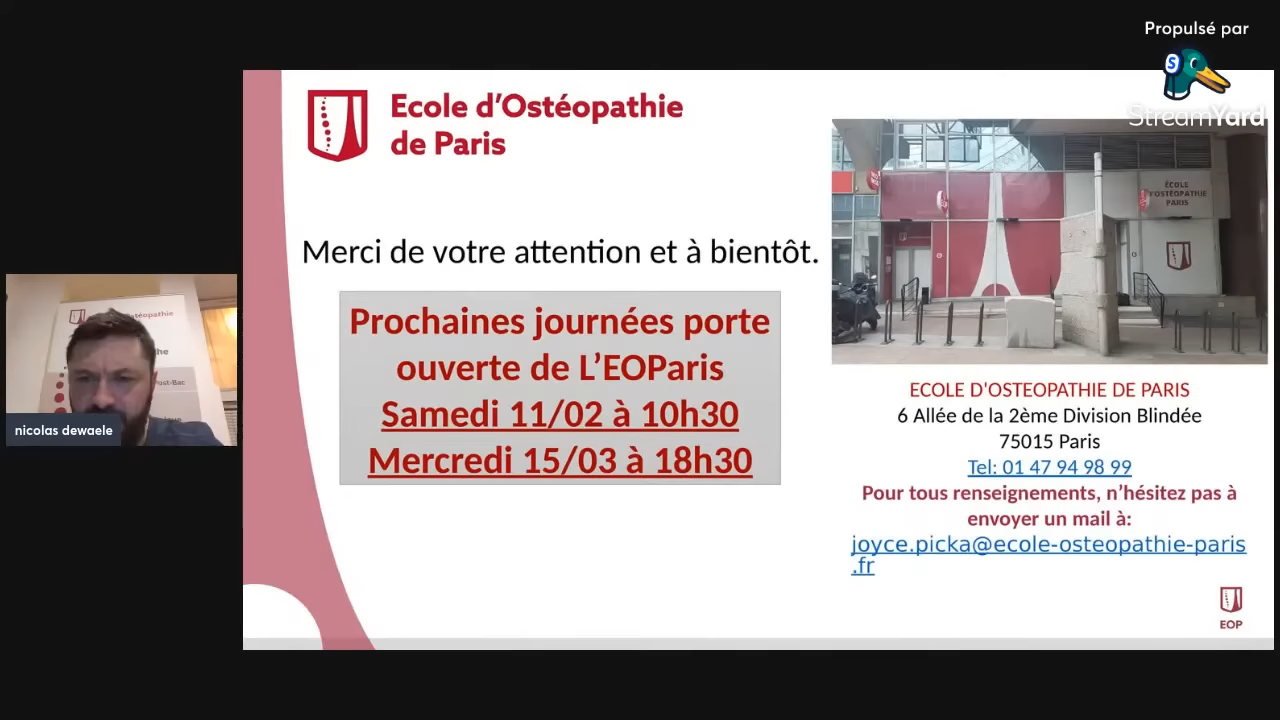 Propulsé par
StreamYard
Ecole d'Ostéopathie
de Paris
ÉCOLE
D'OSTÉOPATHIE
PARIS
Merci de votre attention et à bientôt.
Prochaines journées porte
ouverte de L'EOParis
Samedi 11/02 à 10h30
Mercredi 15/03 à 18h30
nicolas dewaele
Post-Bac
ECOLE D'OSTEOPATHIE DE PARIS
6 Allée de la 2ème Division Blindée
75015 Paris
Tel: 01 47 94 98 99
Pour tous renseignements, n'hésitez pas à
envoyer un mail à:
joyce.picka@ecole-osteopathie-paris
.fr
EOP